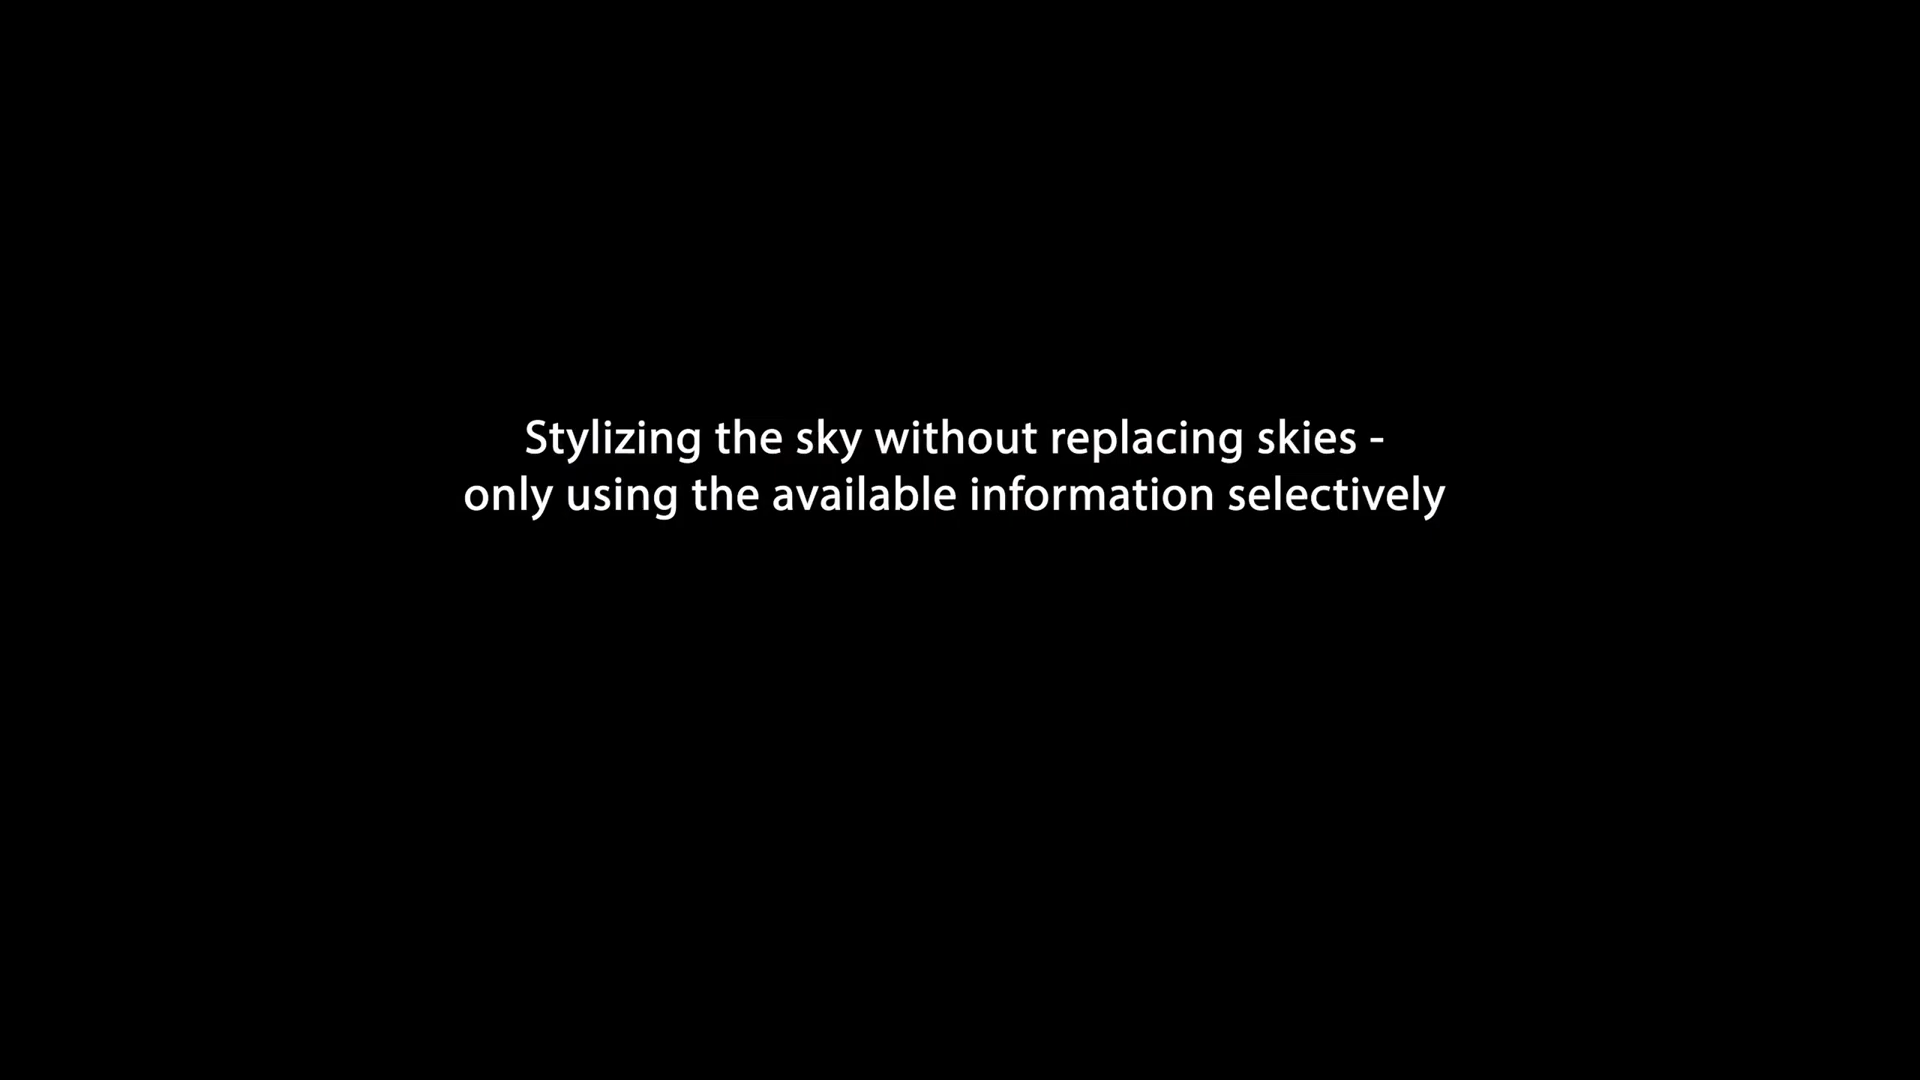 Stylizing the sky without replacing skies -
only using the available information selectively